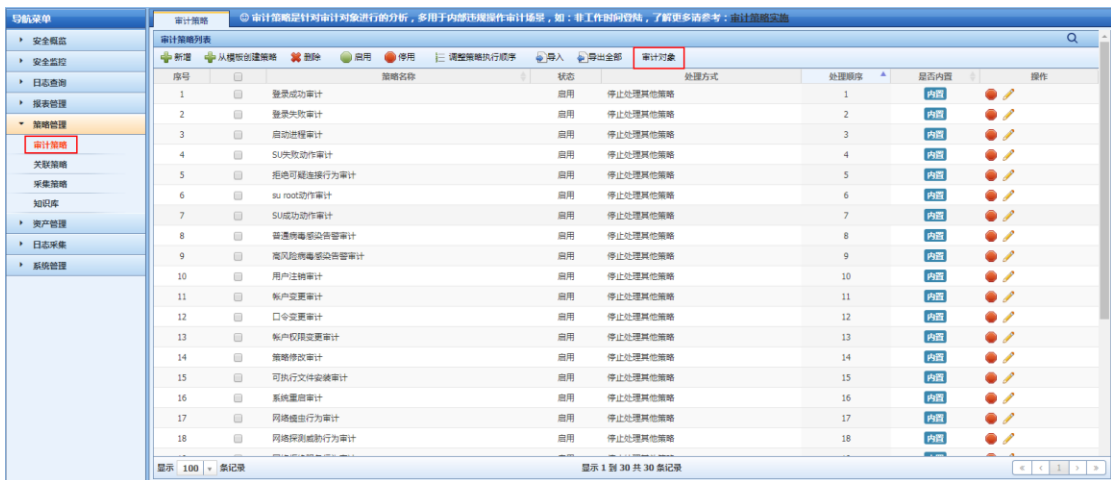 导航菜单
审计策略 ☺ 审计策略是针对审计对象进行的分析，多用于内部违规操作审计场景，如：非工作时间登陆，了解更多请参考：审计策略实施
安全概览
安全监控
日志查询
报表管理
策略管理
审计策略
关联策略
采集策略
知识库
资产管理
日志采集
系统管理
审计策略列表
新增 从模板创建策略 删除 启用 停用 调整策略执行顺序 导入 导出全部 审计对象
序号 策略名称 状态 处理方式 处理顺序 是否内置 操作
1 登录成功审计 启用 停止处理其他策略 1 内置
2 登录失败审计 启用 停止处理其他策略 2 内置
3 启动进程审计 启用 停止处理其他策略 3 内置
4 SU失败动作审计 启用 停止处理其他策略 4 内置
5 拒绝可疑连接行为审计 启用 停止处理其他策略 5 内置
6 su root动作审计 启用 停止处理其他策略 6 内置
7 SU成功动作审计 启用 停止处理其他策略 7 内置
8 普通病毒感染告警审计 启用 停止处理其他策略 8 内置
9 高风险病毒感染告警审计 启用 停止处理其他策略 9 内置
10 用户注销审计 启用 停止处理其他策略 10 内置
11 帐户变更审计 启用 停止处理其他策略 11 内置
12 口令变更审计 启用 停止处理其他策略 12 内置
13 帐户权限变更审计 启用 停止处理其他策略 13 内置
14 策略修改审计 启用 停止处理其他策略 14 内置
15 可执行文件安装审计 启用 停止处理其他策略 15 内置
16 系统重启审计 启用 停止处理其他策略 16 内置
17 网络蠕虫行为审计 启用 停止处理其他策略 17 内置
18 网络探测威胁行为审计 启用 停止处理其他策略 18 内置
显示 100 条记录 显示 1 到 30 共 30 条记录 « ‹ 1 › »